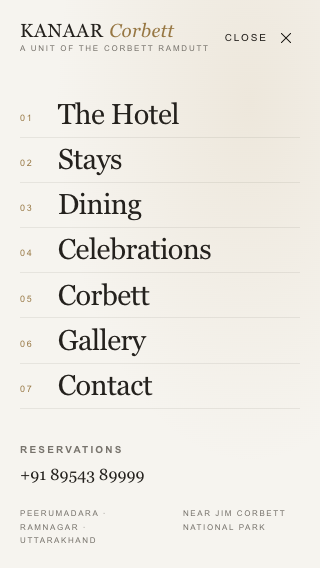 KANAAR Corbett
A UNIT OF THE CORBETT RAMDUTT
CLOSE
01 The Hotel
02 Stays
03 Dining
04 Celebrations
05 Corbett
06 Gallery
07 Contact
RESERVATIONS
+91 89543 89999
PEERUMADARA ·
RAMNAGAR ·
UTTARAKHAND
NEAR JIM CORBETT
NATIONAL PARK